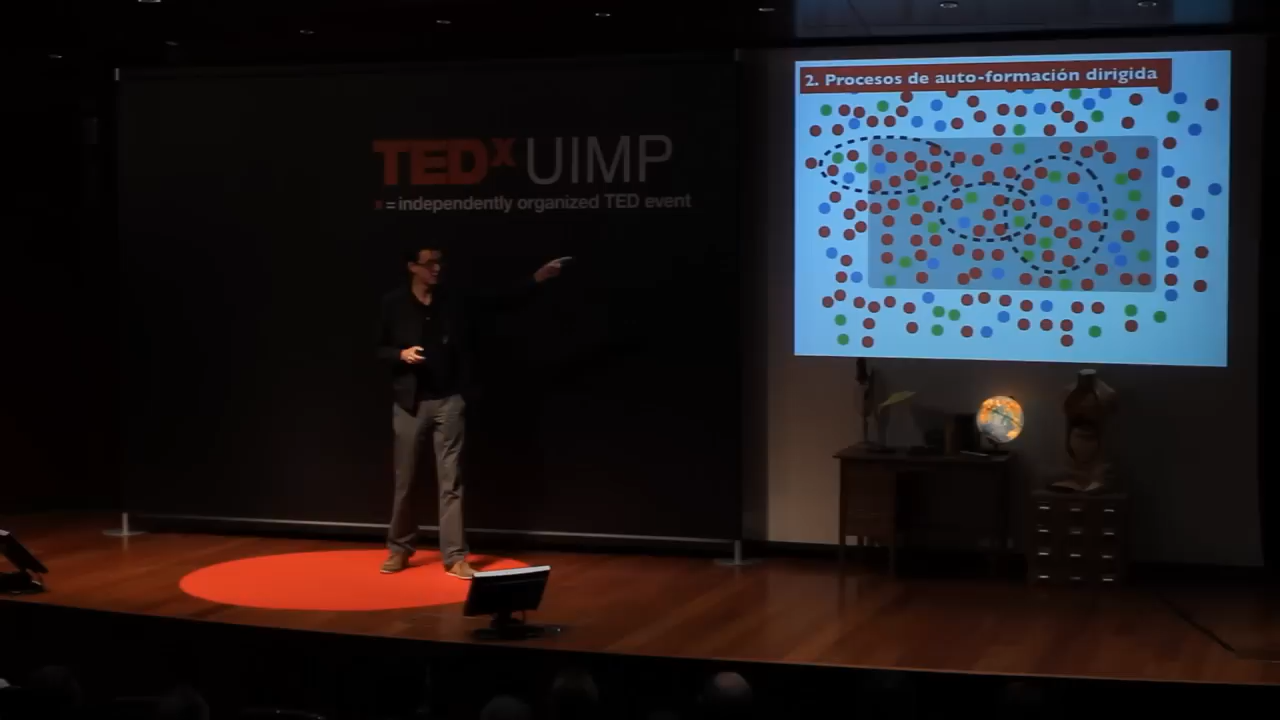 2. Procesos de auto-formación dirigida
TEDx UIMP
x = independently organized TED event